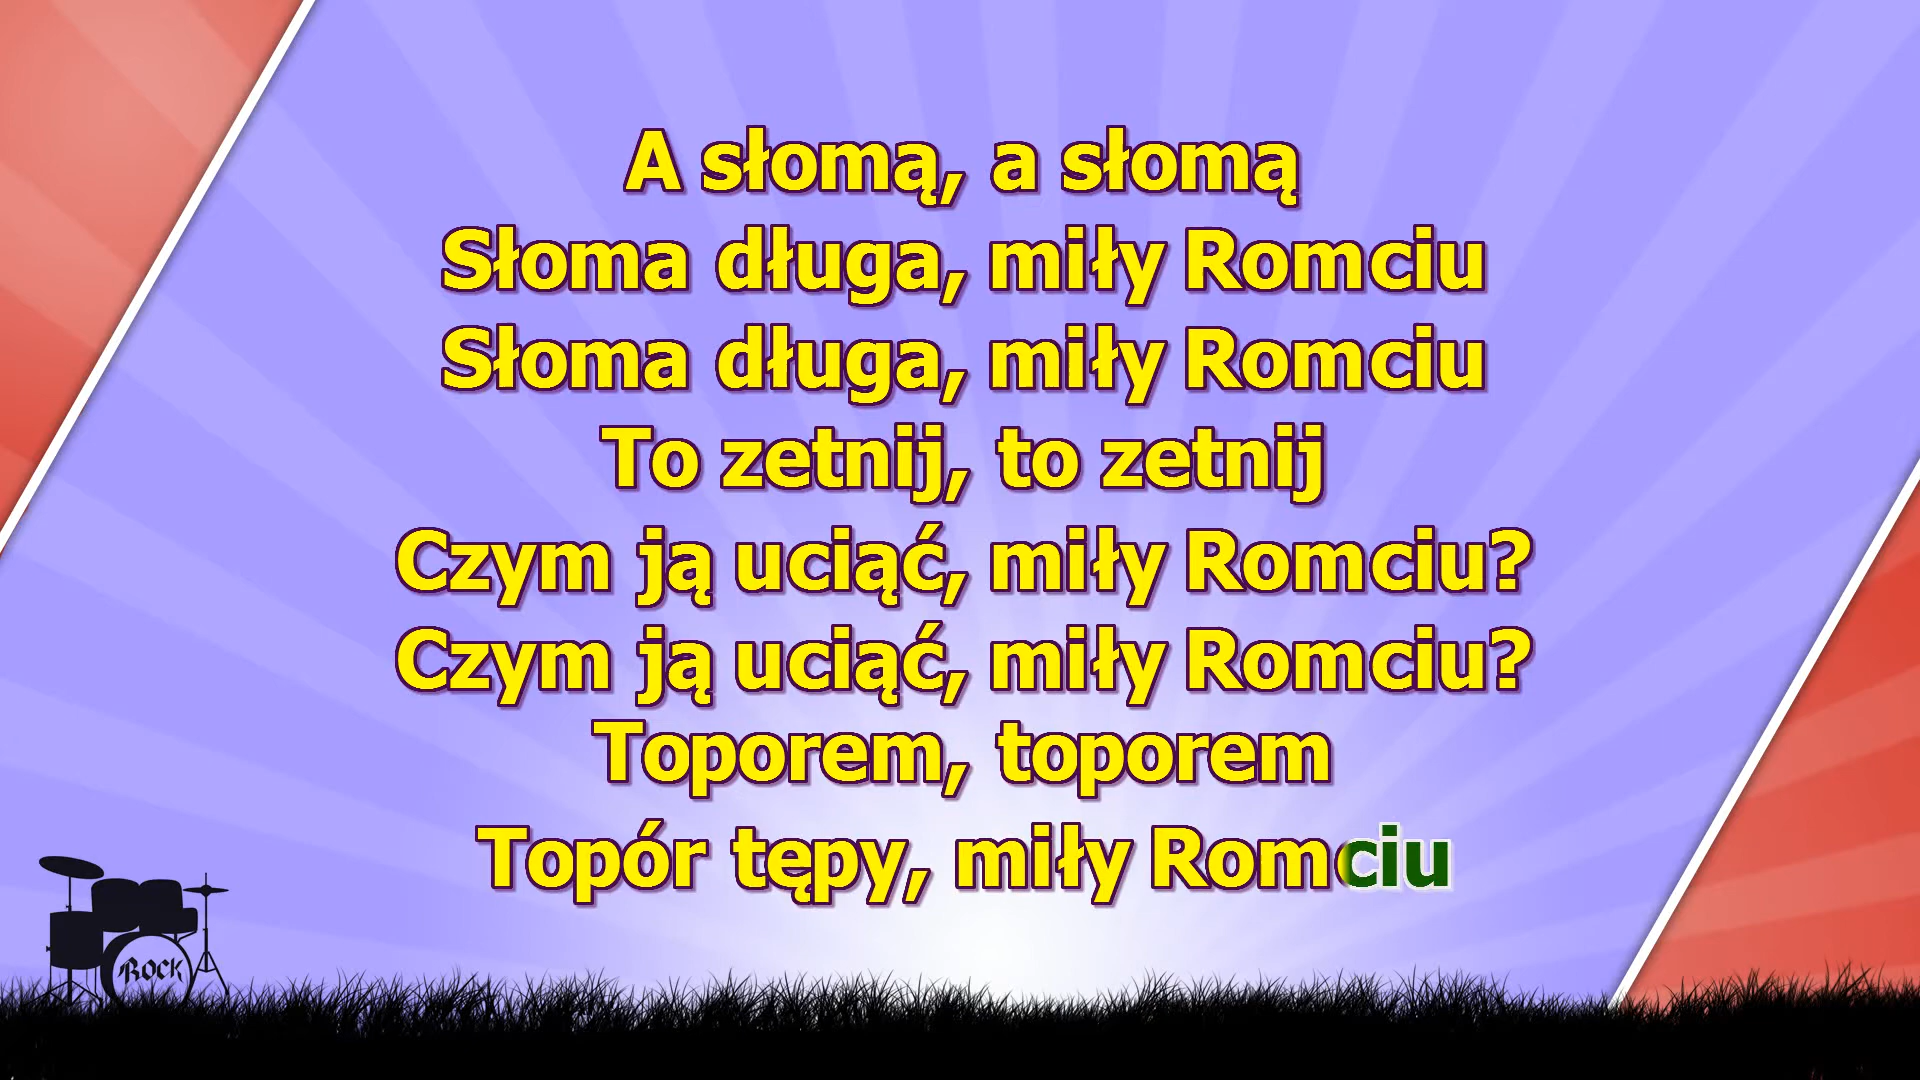 A słomą, a słomą
Słoma długa, miły Romciu
Słoma długa, miły Romciu
To zetnij, to zetnij
Czym ją uciąć, miły Romciu?
Czym ją uciąć, miły Romciu?
Toporem, toporem
Topór tępy, miły Romciu
ROCK